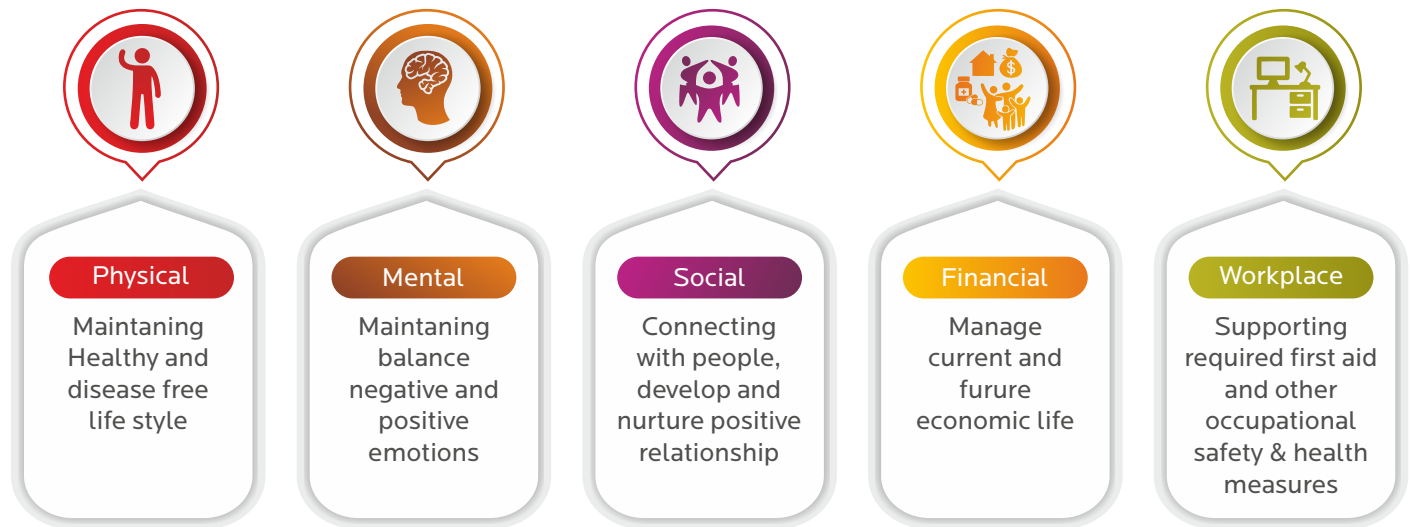 Physical
Maintaning
Healthy and
disease free
life style
Mental
Maintaning
balance
negative and
positive
emotions
Social
Connecting
with people,
develop and
nurture positive
relationship
Financial
Manage
current and
furure
economic life
Workplace
Supporting
required first aid
and other
occupational
safety & health
measures